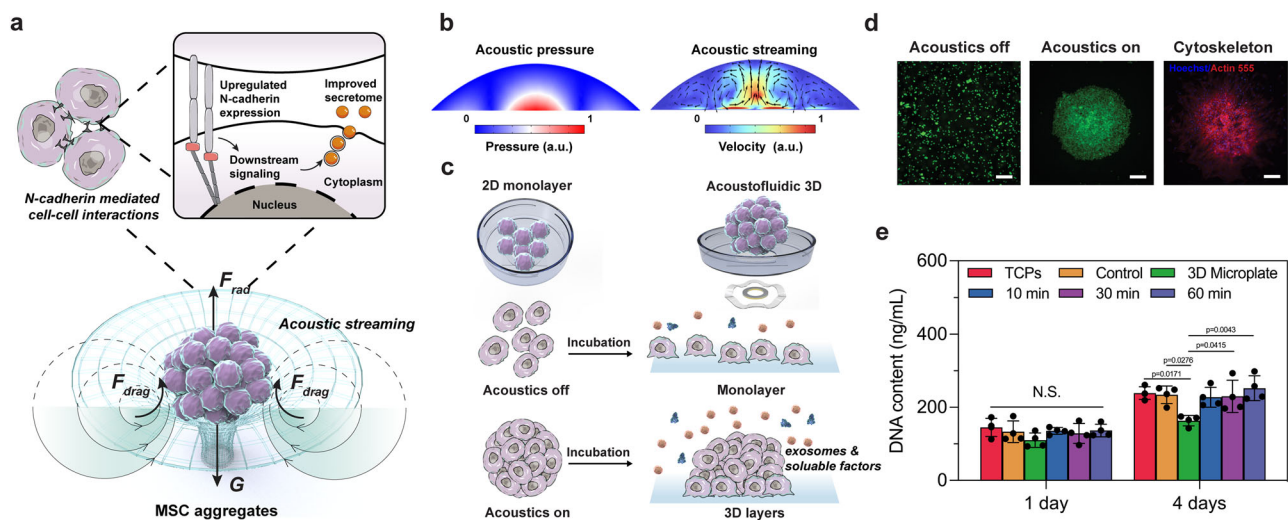 a
Upregulated
N-cadherin
expression
Improved
secretome
Downstream
signaling
Cytoplasm
Nucleus
N-cadherin mediated
cell-cell interactions
F rad
Acoustic streaming
F drag
F drag
G
MSC aggregates
b
Acoustic pressure
Acoustic streaming
0 1
Pressure (a.u.)
0 1
Velocity (a.u.)
c
2D monolayer
Acoustofluidic 3D
Incubation
Acoustics off
Monolayer
Incubation
exosomes &
soluable factors
Acoustics on
3D layers
d
Acoustics off
Acoustics on
Cytoskeleton
Hoechst/Actin 555
e
DNA content (ng/mL)
600
400
200
0
TCPs
Control
3D Microplate
10 min
30 min
60 min
N.S.
p=0.0043
p=0.0415
p=0.0276
p=0.0171
1 day
4 days